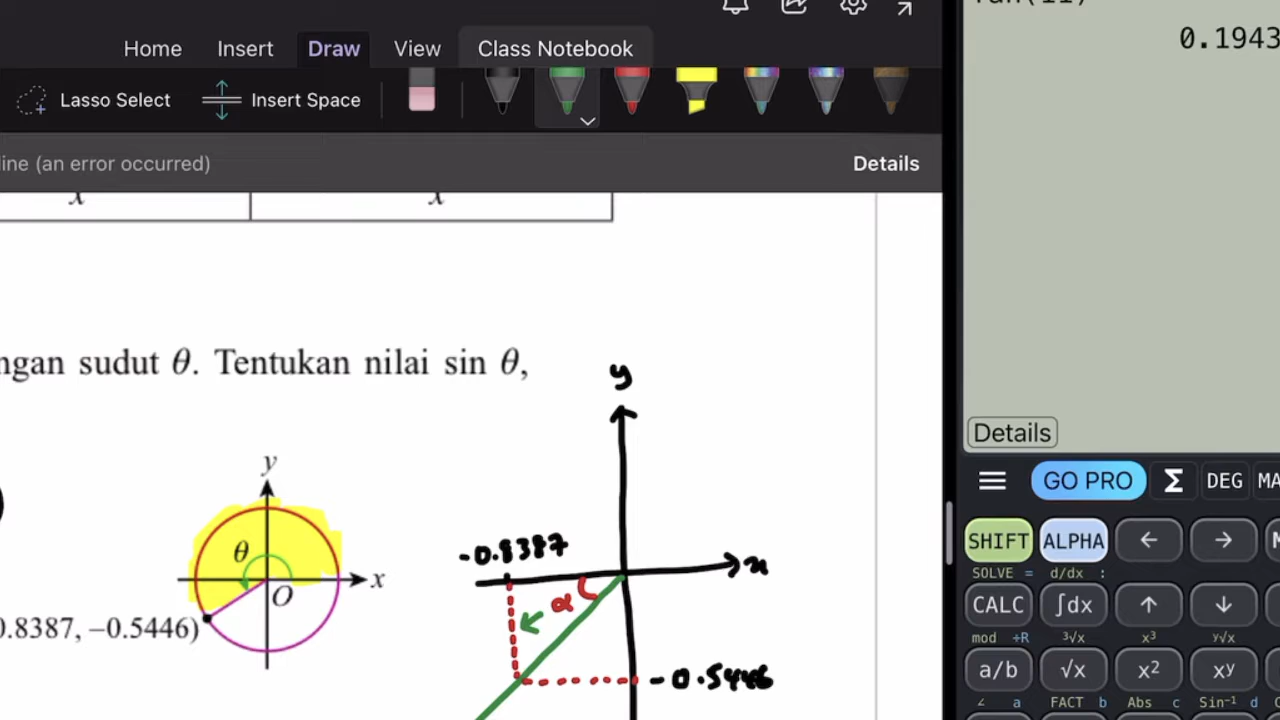 0.1943
Home Insert Draw View Class Notebook
Lasso Select Insert Space
line (an error occurred) Details
x x
ngan sudut θ. Tentukan nilai sin θ,
y
y
θ
O
x
0.8387, −0.5446)
-0.8387
x
α
-0.5446
Details
GO PRO Σ DEG MA
SHIFT ALPHA ← →
SOLVE = d/dx :
CALC ∫dx ↑ ↓
mod ÷R ³√x x³ y√x
a/b √x x² xy
∠ a FACT b Abs c Sin⁻¹ d